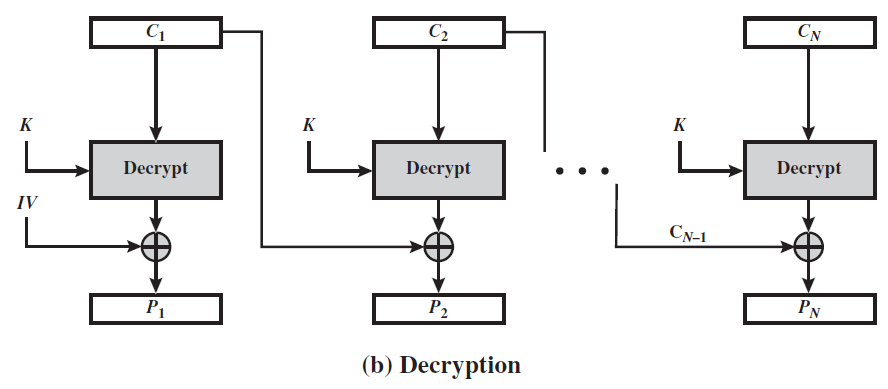 C1 C2 CN
K K K
Decrypt Decrypt Decrypt
IV
CN–1
P1 P2 PN
(b) Decryption